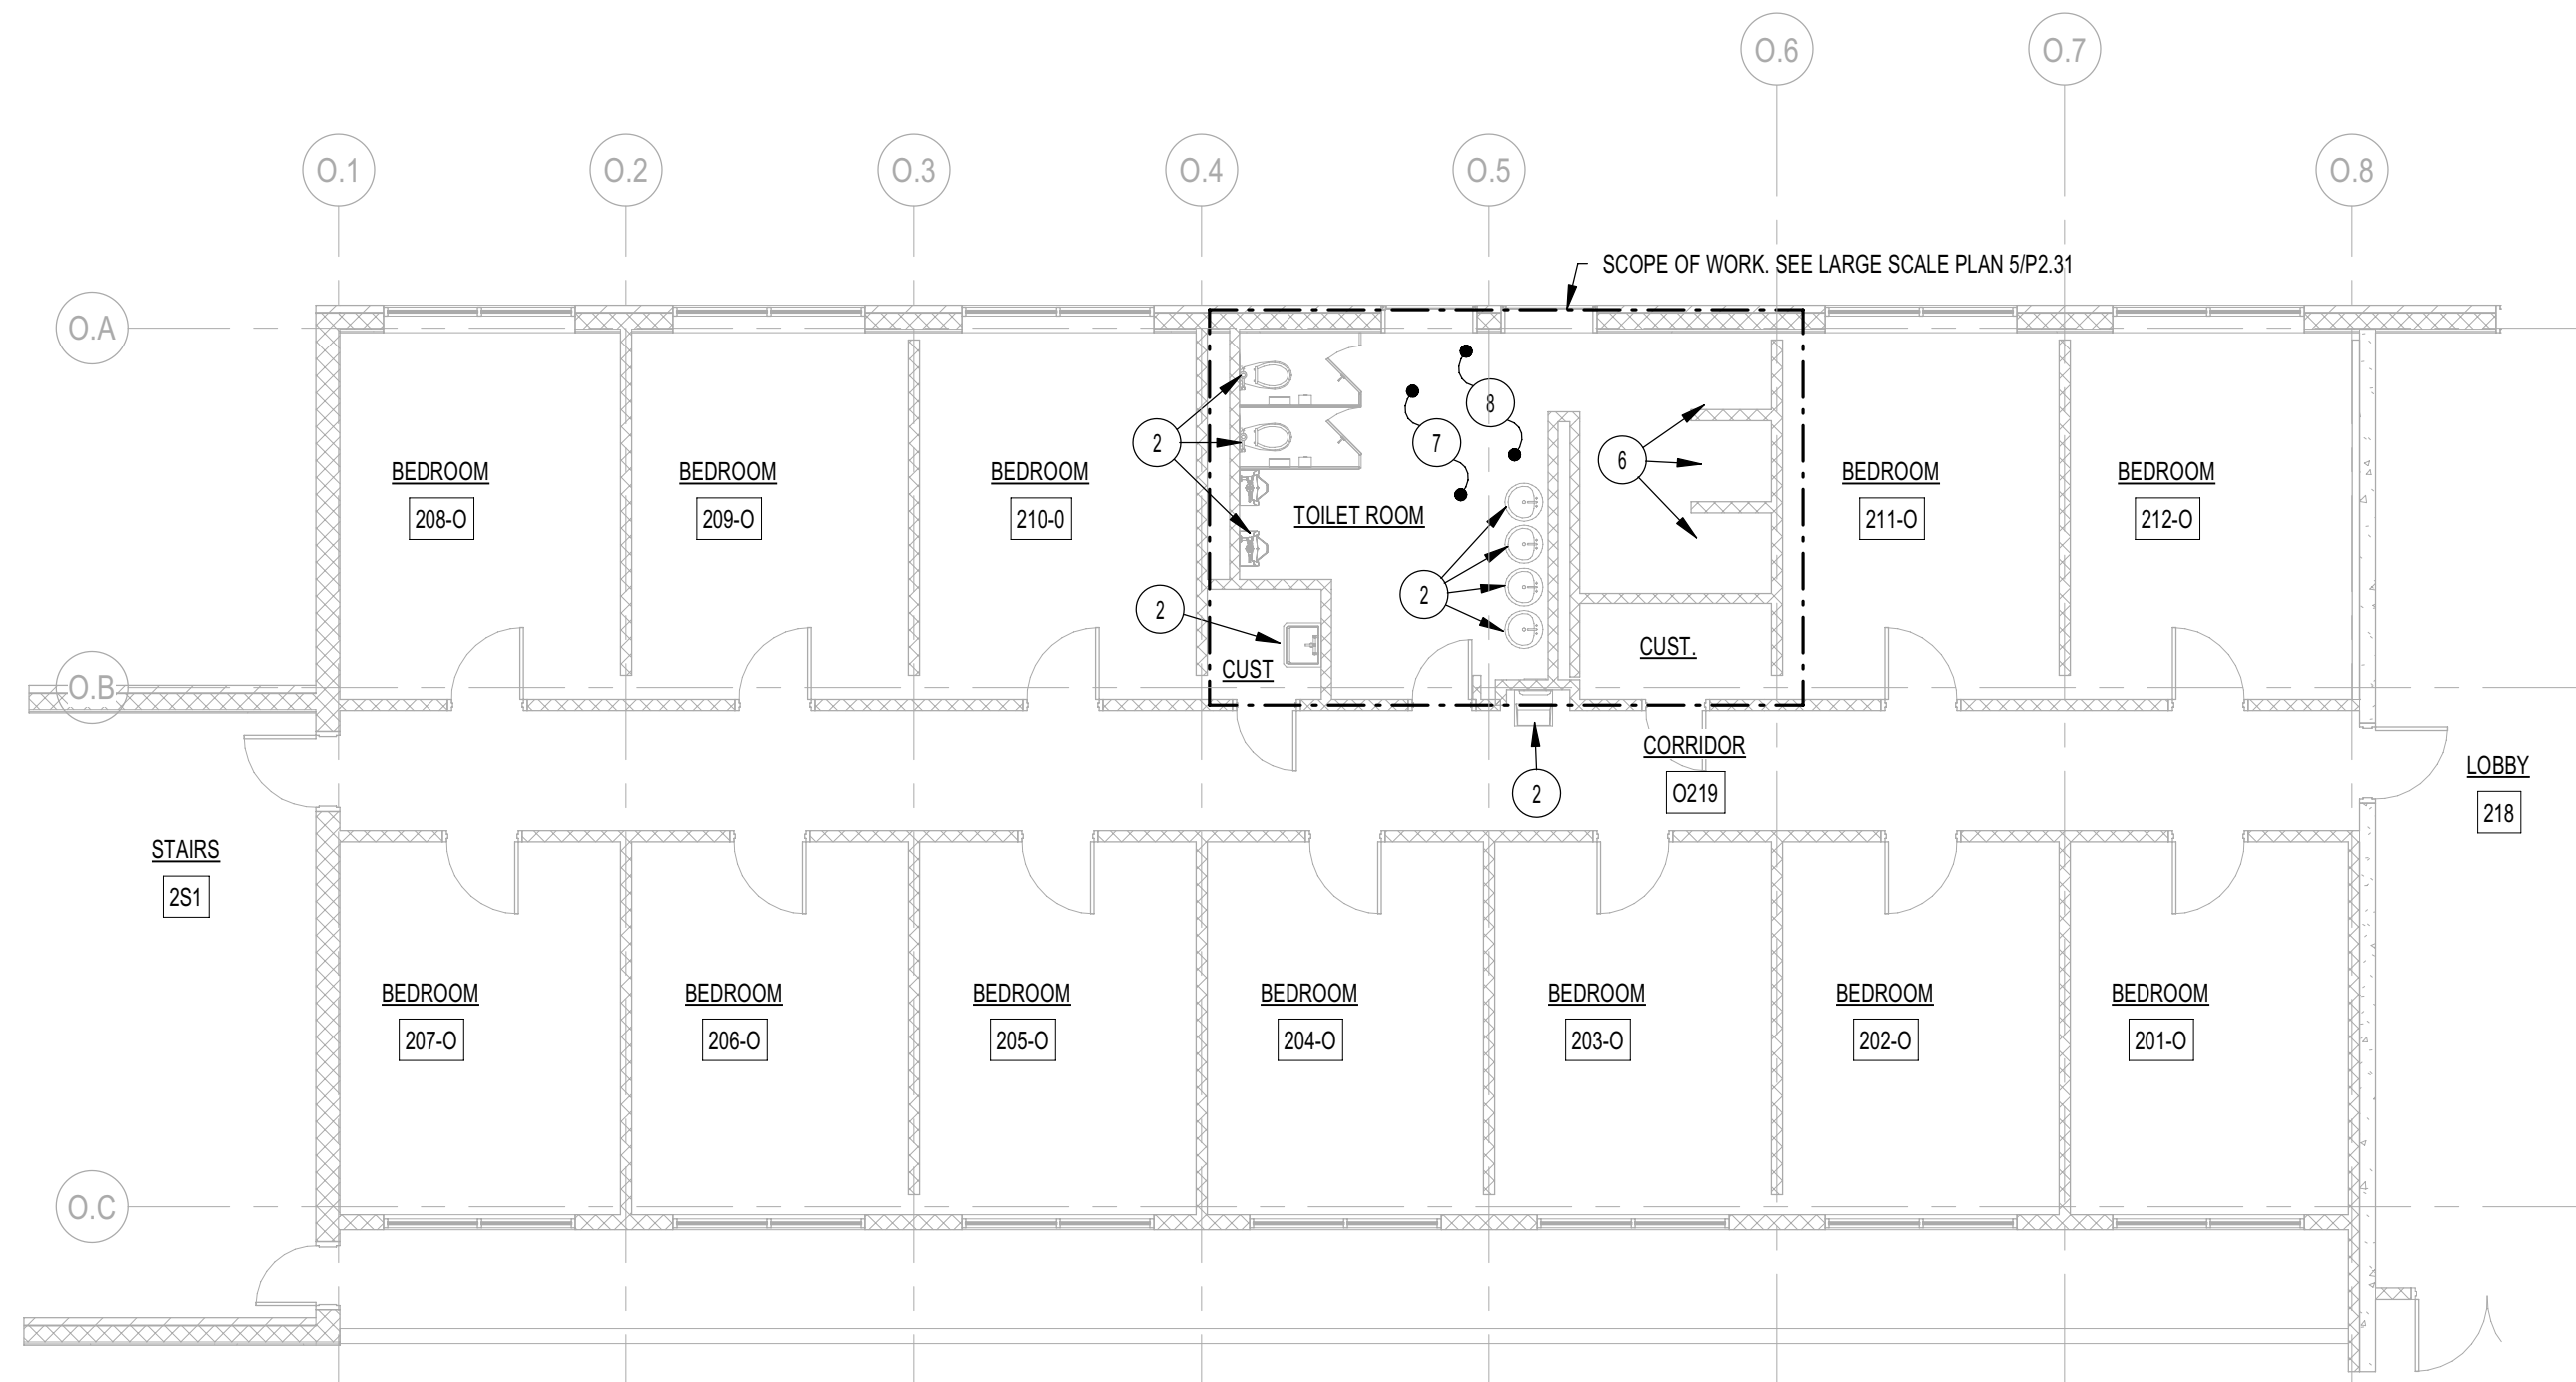 O.6
O.7
O.1
O.2
O.3
O.4
O.5
O.8
SCOPE OF WORK. SEE LARGE SCALE PLAN 5/P2.31
O.A
8
2
7
6
BEDROOM
208-O
BEDROOM
209-O
BEDROOM
210-0
TOILET ROOM
BEDROOM
211-O
BEDROOM
212-O
2
2
CUST.
CUST
O.B
CORRIDOR
O219
2
LOBBY
218
STAIRS
2S1
BEDROOM
207-O
BEDROOM
206-O
BEDROOM
205-O
BEDROOM
204-O
BEDROOM
203-O
BEDROOM
202-O
BEDROOM
201-O
O.C